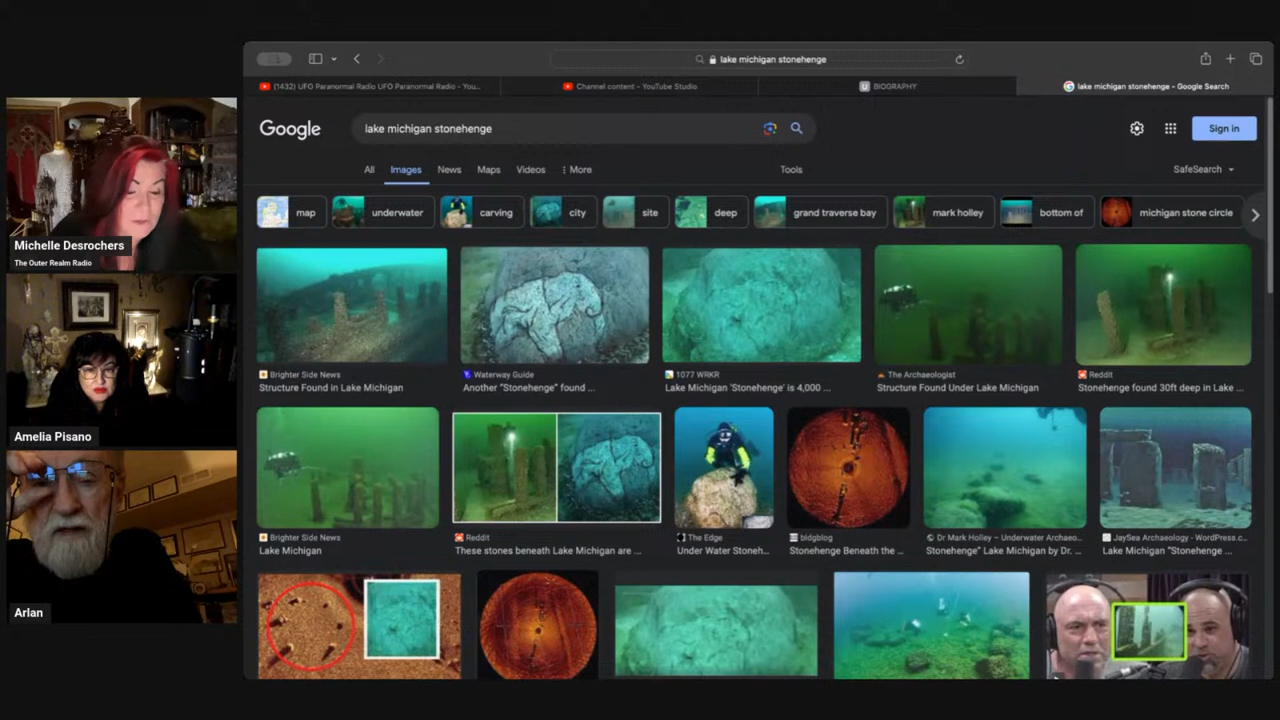 lake michigan stonehenge
(1432) UFO Paranormal Radio UFO Paranormal Radio - You...
Channel content - YouTube Studio
BIOGRAPHY
lake michigan stonehenge - Google Search
Google
lake michigan stonehenge
Sign in
All
Images
News
Maps
Videos
More
Tools
SafeSearch
map
underwater
carving
city
site
deep
grand traverse bay
mark holley
bottom of
michigan stone circle
Michelle Desrochers
The Outer Realm Radio
Amelia Pisano
Arlan
Brighter Side News
Structure Found in Lake Michigan
Waterway Guide
Another "Stonehenge" found ...
1077 WRKR
Lake Michigan 'Stonehenge' is 4,000 ...
The Archaeologist
Structure Found Under Lake Michigan
Reddit
Stonehenge found 30ft deep in Lake ...
Brighter Side News
Lake Michigan
Reddit
These stones beneath Lake Michigan are ...
The Edge
Under Water Stoneh...
bldgblog
Stonehenge Beneath the ...
Dr Mark Holley – Underwater Archaeo...
Stonehenge" Lake Michigan by Dr. ...
JaySea Archaeology - WordPress.c...
Lake Michigan "Stonehenge ...